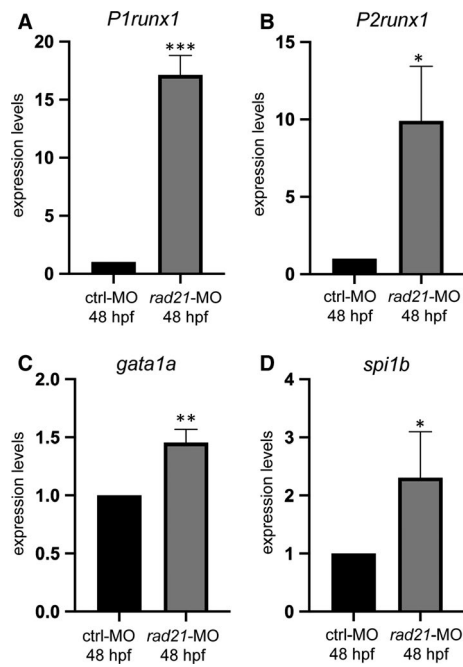 A
P1runx1
expression levels
20
15
10
5
0
***
ctrl-MO rad21-MO
48 hpf 48 hpf
B
P2runx1
expression levels
15
10
5
0
*
ctrl-MO rad21-MO
48 hpf 48 hpf
C
gata1a
expression levels
2.0
1.5
1.0
0.5
0.0
**
ctrl-MO rad21-MO
48 hpf 48 hpf
D
spi1b
expression levels
4
3
2
1
0
*
ctrl-MO rad21-MO
48 hpf 48 hpf